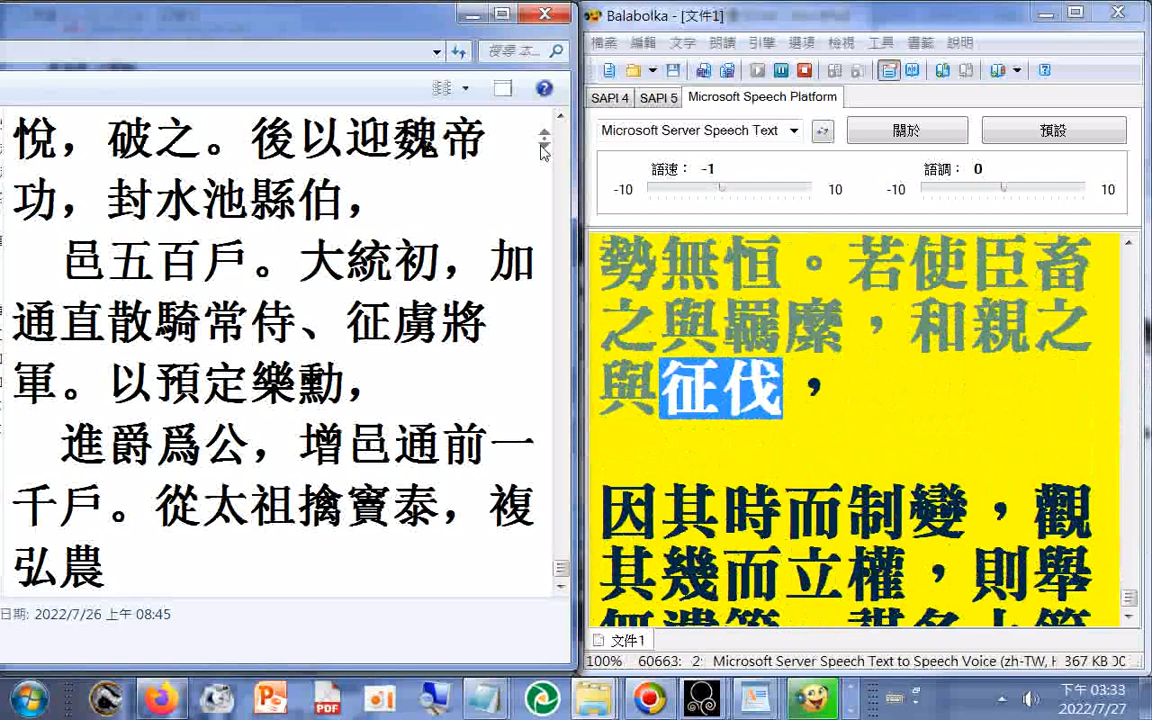 搜尋 本...
悅，破之。後以迎魏帝
功，封水池縣伯，
邑五百戶。大統初，加
通直散騎常侍、征虜將
軍。以預定樂勳，
進爵爲公，增邑通前一
千戶。從太祖擒竇泰，複
弘農
日期: 2022/7/26 上午 08:45
Balabolka - [文件1]
檔案 編輯 文字 朗讀 引擎 選項 檢視 工具 書籤 說明
SAPI 4 SAPI 5 Microsoft Speech Platform
Microsoft Server Speech Text 關於 預設
語速: -1 語調: 0
-10 10 -10 10
勢無恒。若使臣畜
之與羈縻，和親之
與征伐，
因其時而制變，觀
其幾而立權，則舉
文件1
100% 60663: 2: Microsoft Server Speech Text to Speech Voice (zh-TW, H 367 KB
下午 03:33
2022/7/27